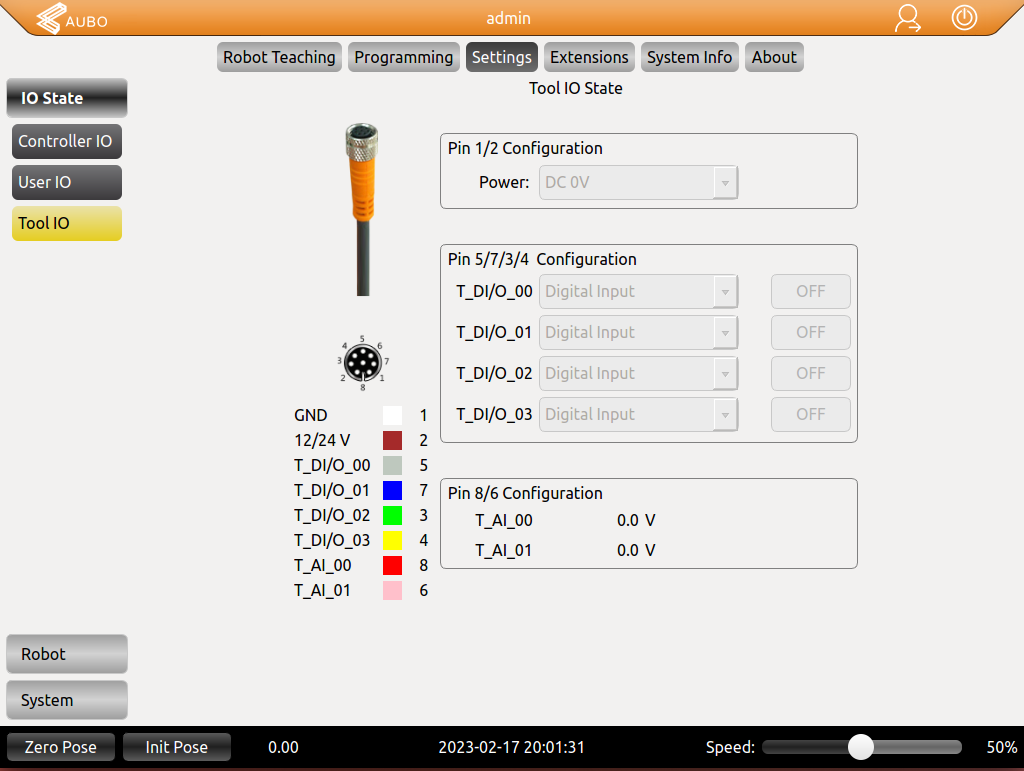 AUBO
admin
Robot Teaching Programming Settings Extensions System Info About
Tool IO State
IO State
Controller IO
User IO
Tool IO
Pin 1/2 Configuration
Power: DC 0V
Pin 5/7/3/4 Configuration
T_DI/O_00 Digital Input OFF
T_DI/O_01 Digital Input OFF
T_DI/O_02 Digital Input OFF
T_DI/O_03 Digital Input OFF
5
4 6
3 7
2 1
8
GND 1
12/24 V 2
T_DI/O_00 5
T_DI/O_01 7
T_DI/O_02 3
T_DI/O_03 4
T_AI_00 8
T_AI_01 6
Pin 8/6 Configuration
T_AI_00 0.0 V
T_AI_01 0.0 V
Robot
System
Zero Pose Init Pose 0.00 2023-02-17 20:01:31 Speed: 50%